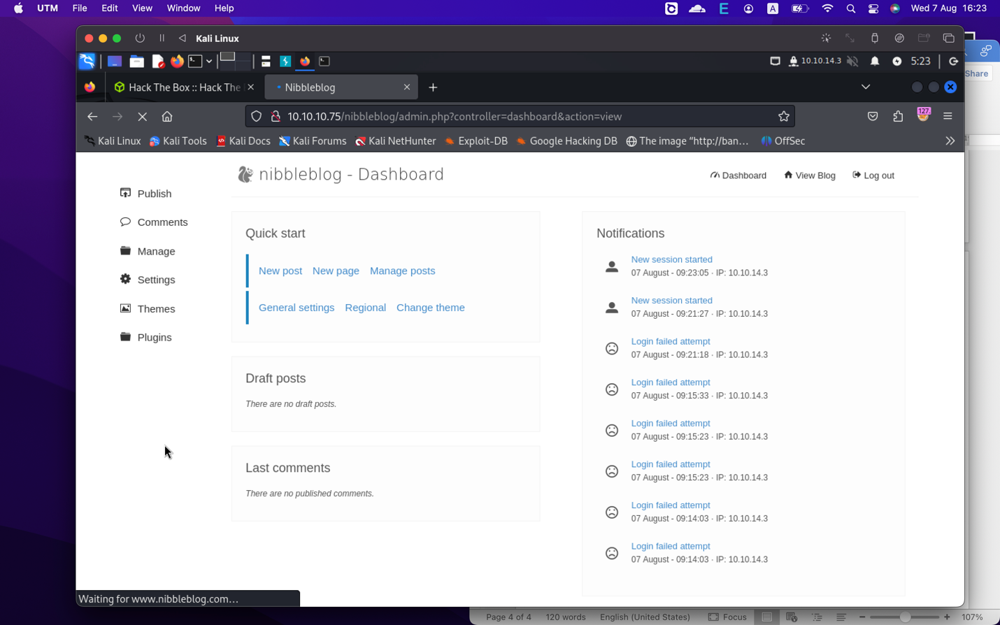 UTM File Edit View Window Help
E A Wed 7 Aug 16:23
Kali Linux
10.10.14.3 5:23
Share
Hack The Box :: Hack The
Nibbleblog
10.10.10.75/nibbleblog/admin.php?controller=dashboard&action=view
127.
Kali Linux Kali Tools Kali Docs Kali Forums Kali NetHunter Exploit-DB Google Hacking DB The image “http://ban... OffSec
nibbleblog - Dashboard
Dashboard View Blog Log out
Publish
Comments
Manage
Settings
Themes
Plugins
Quick start
New post New page Manage posts
General settings Regional Change theme
Draft posts
There are no draft posts.
Last comments
There are no published comments.
Notifications
New session started
07 August - 09:23:05 · IP: 10.10.14.3
New session started
07 August - 09:21:27 · IP: 10.10.14.3
Login failed attempt
07 August - 09:21:18 · IP: 10.10.14.3
Login failed attempt
07 August - 09:15:33 · IP: 10.10.14.3
Login failed attempt
07 August - 09:15:23 · IP: 10.10.14.3
Login failed attempt
07 August - 09:15:23 · IP: 10.10.14.3
Login failed attempt
07 August - 09:14:03 · IP: 10.10.14.3
Login failed attempt
07 August - 09:14:03 · IP: 10.10.14.3
Waiting for www.nibbleblog.com...
Page 4 of 4 120 words English (United States) Focus 107%